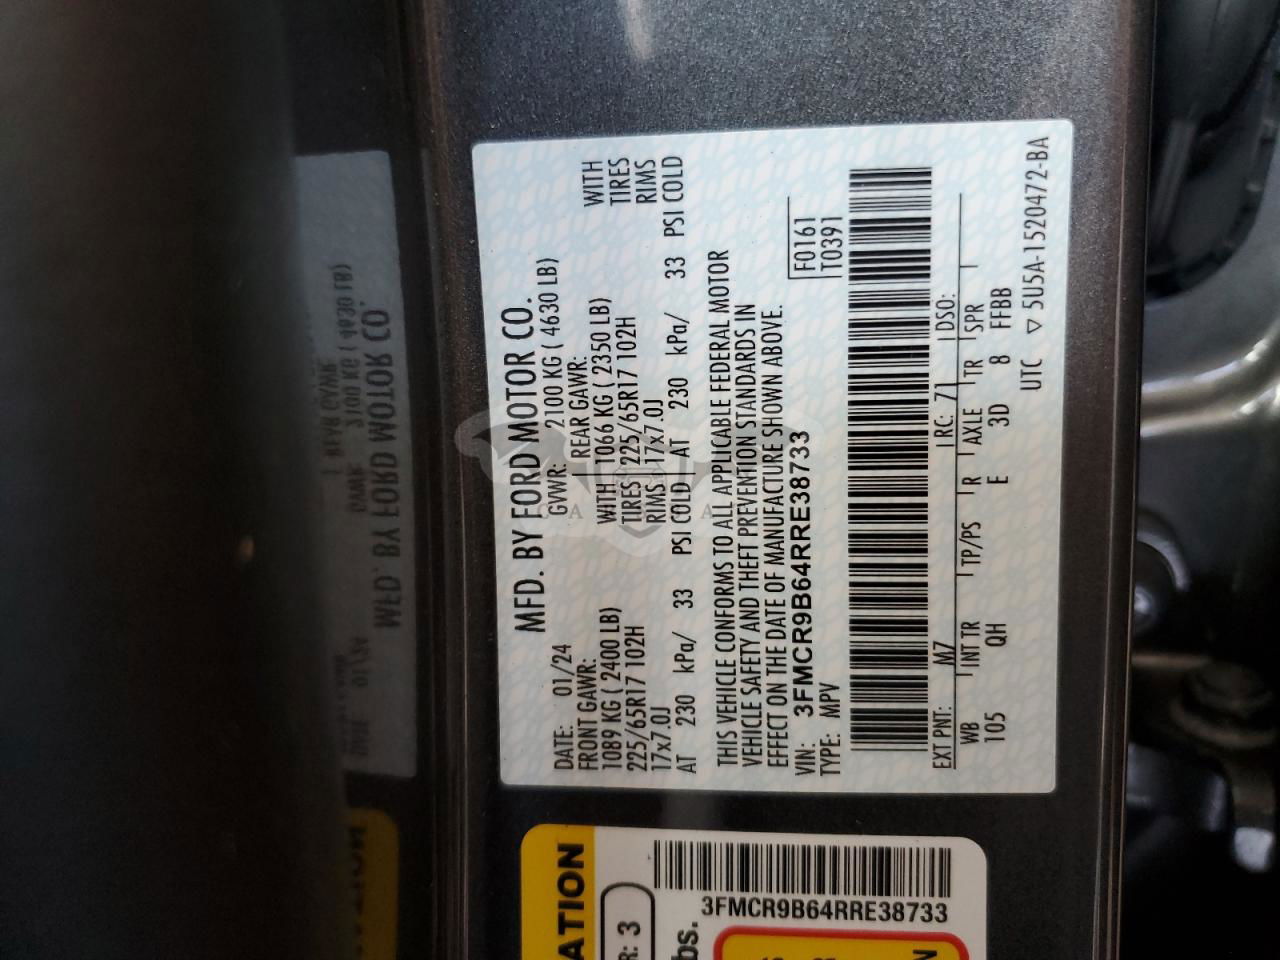 MFD. BY FORD MOTOR CO.
DATE: 01/24 GVWR: 2100 KG ( 4630 LB)
FRONT GAWR: REAR GAWR:
1089 KG ( 2400 LB) WITH 1066 KG ( 2350 LB) WITH
225/65R17 102H TIRES 225/65R17 102H TIRES
17x7.0J RIMS 17x7.0J RIMS
AT 230 kPa/ 33 PSI COLD AT 230 kPa/ 33 PSI COLD
THIS VEHICLE CONFORMS TO ALL APPLICABLE FEDERAL MOTOR
VEHICLE SAFETY AND THEFT PREVENTION STANDARDS IN
EFFECT ON THE DATE OF MANUFACTURE SHOWN ABOVE.
VIN: 3FMCR9B64RRE38733 F0161
TYPE: MPV T0391
EXT PNT: M7 RC: 71 DSO:
WB INT TR TP/PS R AXLE TR SPR
105 QH E 3D 8 FFBB
UTC ▽ 5U5A-1520472-BA
ATION
R: 3
bs.
3FMCR9B64RRE38733